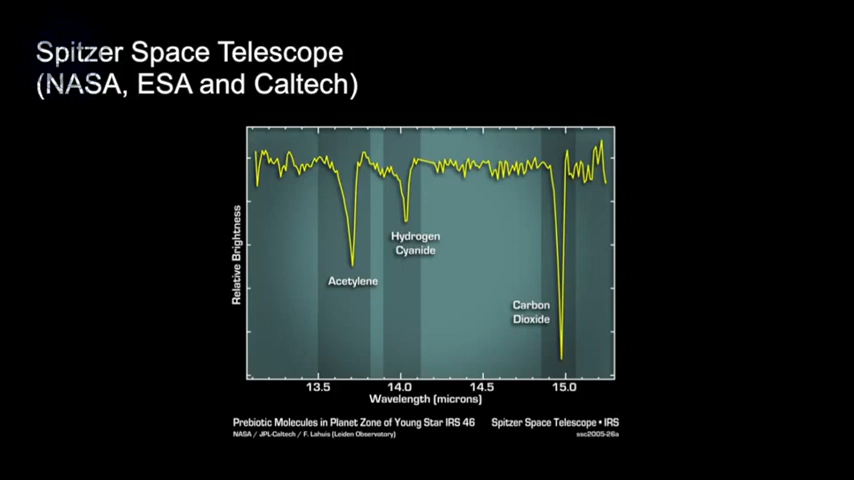 Spitzer Space Telescope
(NASA, ESA and Caltech)
Relative Brightness
Hydrogen
Cyanide
Acetylene
Carbon
Dioxide
13.5 14.0 14.5 15.0
Wavelength (microns)
Prebiotic Molecules in Planet Zone of Young Star IRS 46 Spitzer Space Telescope • IRS
NASA / JPL-Caltech / F. Lahuis (Leiden Observatory) ssc2005-26a